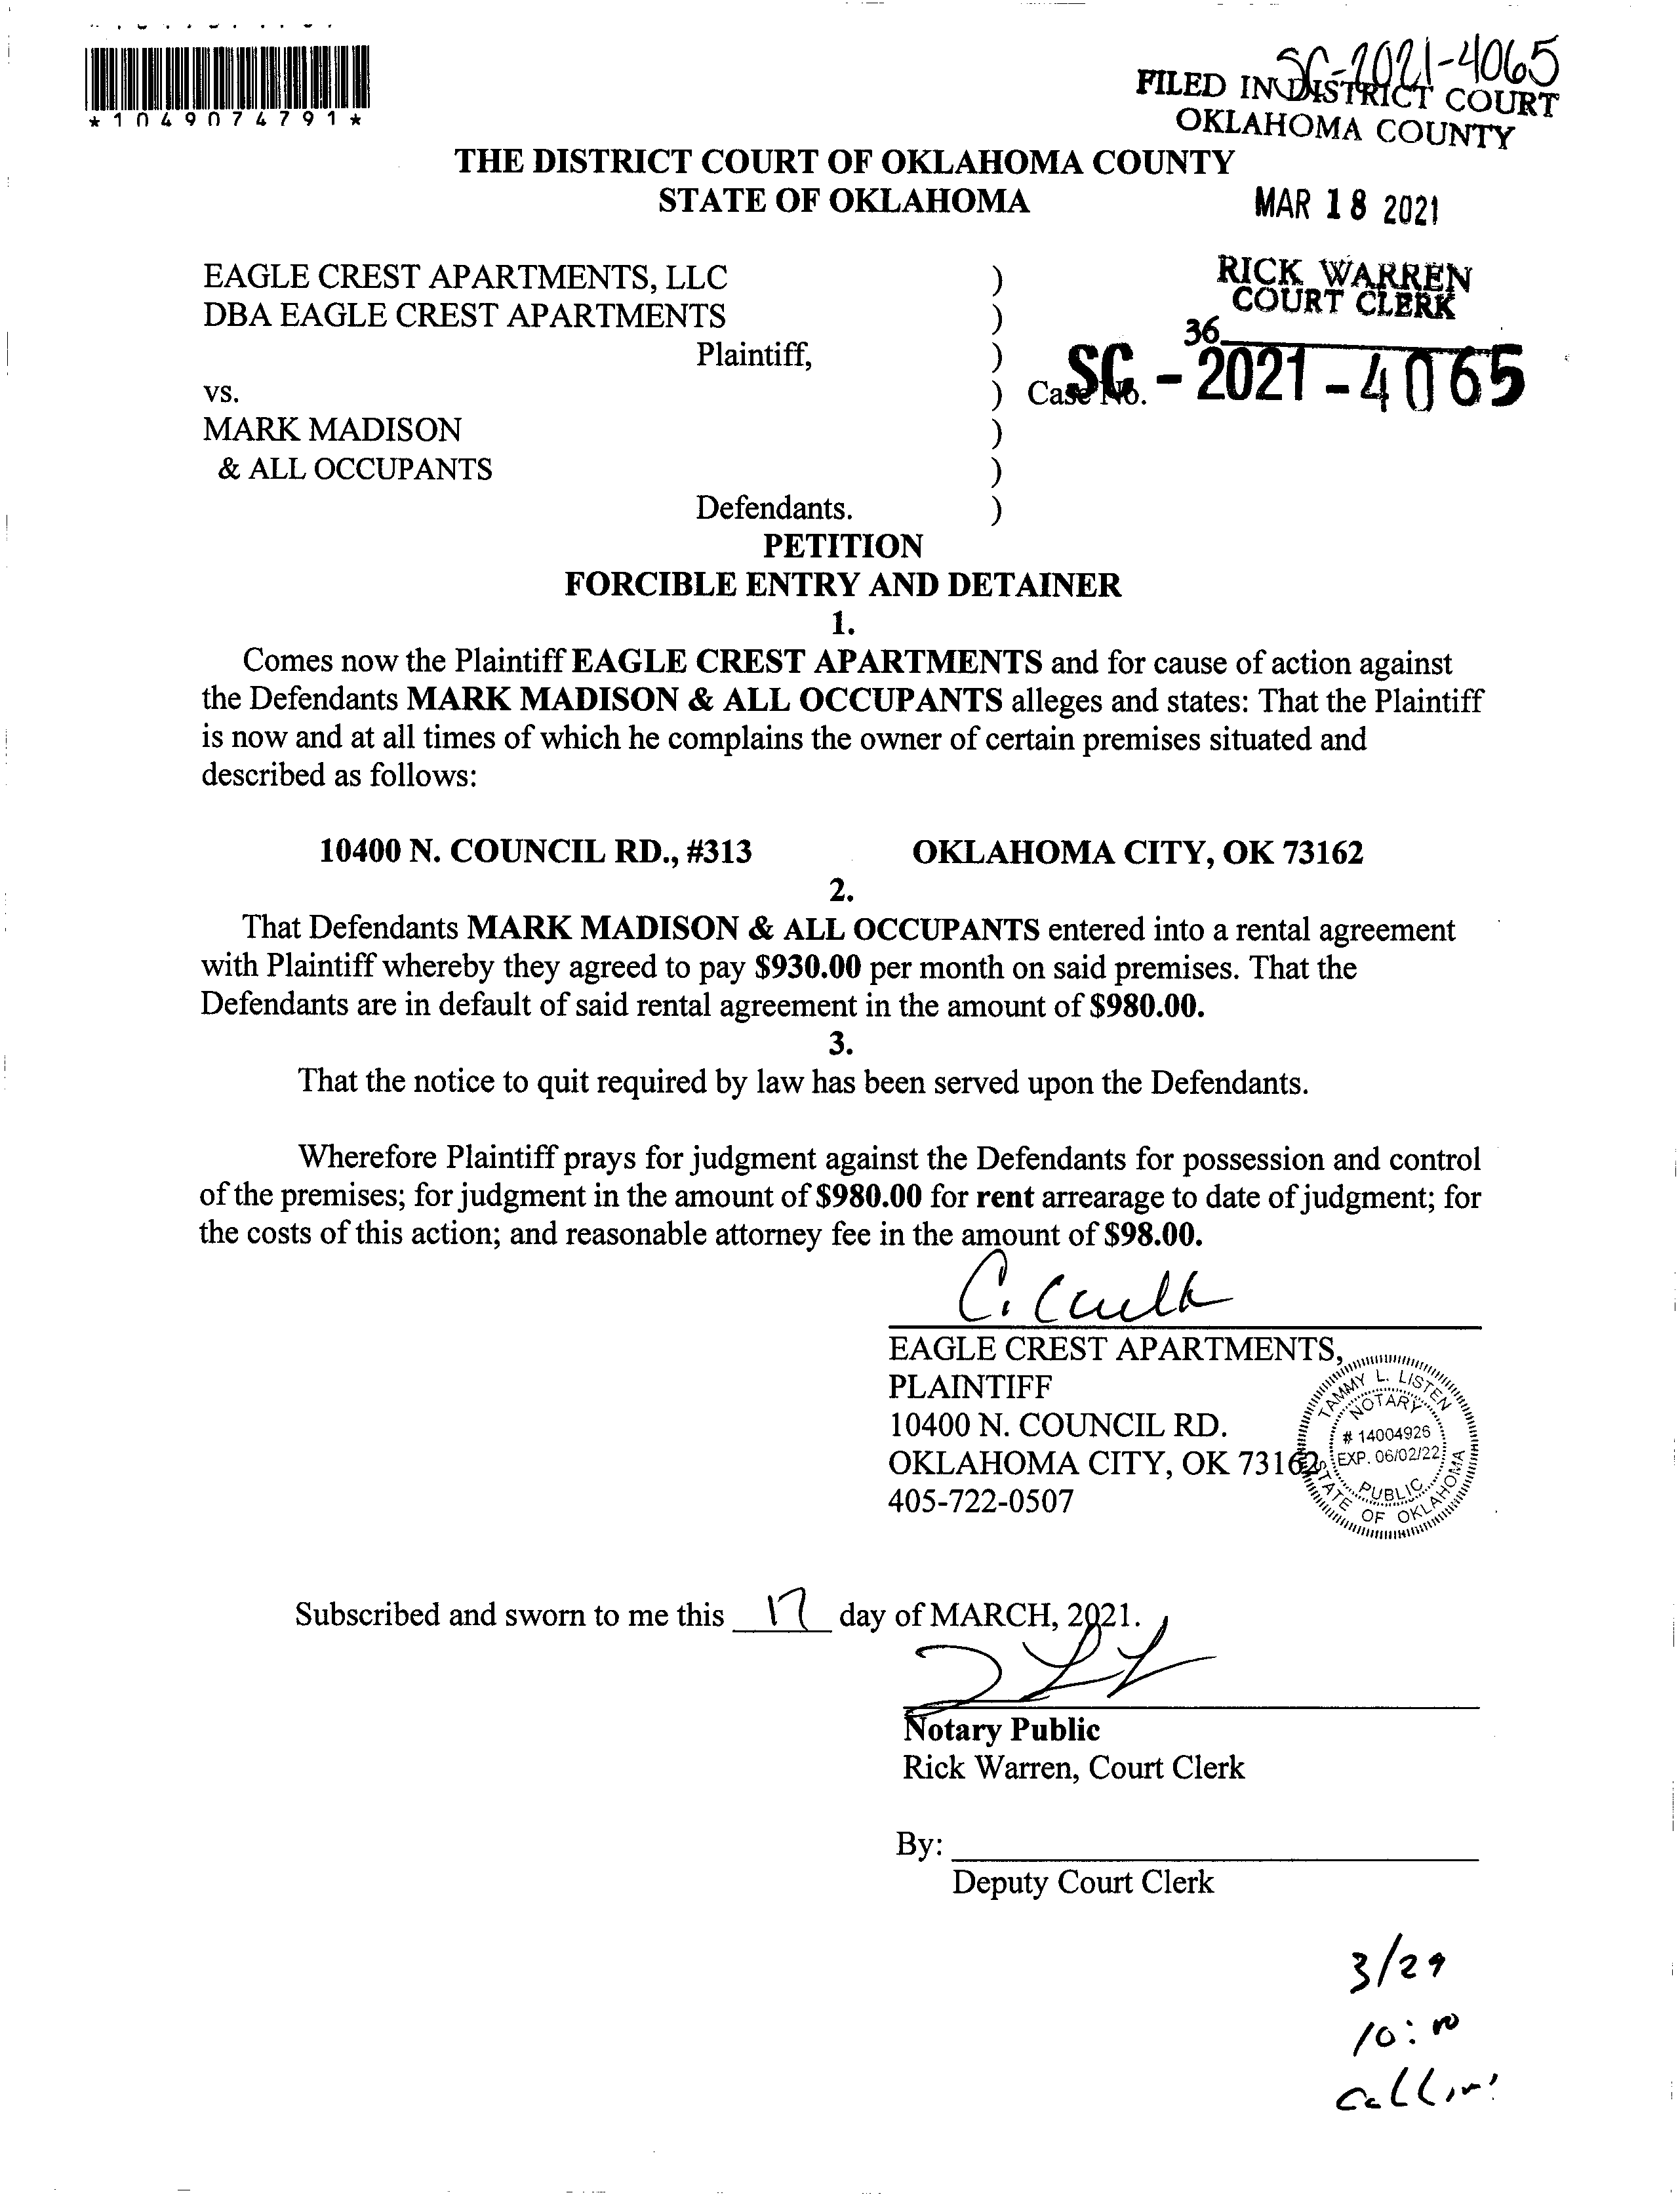 SC-2021-4065
FILED IN DISTRICT COURT
OKLAHOMA COUNTY
*1049074791*
THE DISTRICT COURT OF OKLAHOMA COUNTY
STATE OF OKLAHOMA
MAR 18 2021
RICK WARREN
COURT CLERK
36
EAGLE CREST APARTMENTS, LLC )
DBA EAGLE CREST APARTMENTS )
Plaintiff, )
vs. ) Case No. SC - 2021 - 4065
MARK MADISON )
& ALL OCCUPANTS )
Defendants. )
PETITION
FORCIBLE ENTRY AND DETAINER
1.
Comes now the Plaintiff EAGLE CREST APARTMENTS and for cause of action against
the Defendants MARK MADISON & ALL OCCUPANTS alleges and states: That the Plaintiff
is now and at all times of which he complains the owner of certain premises situated and
described as follows:
10400 N. COUNCIL RD., #313 OKLAHOMA CITY, OK 73162
2.
That Defendants MARK MADISON & ALL OCCUPANTS entered into a rental agreement
with Plaintiff whereby they agreed to pay $930.00 per month on said premises. That the
Defendants are in default of said rental agreement in the amount of $980.00.
3.
That the notice to quit required by law has been served upon the Defendants.
Wherefore Plaintiff prays for judgment against the Defendants for possession and control
of the premises; for judgment in the amount of $980.00 for rent arrearage to date of judgment; for
the costs of this action; and reasonable attorney fee in the amount of $98.00.
C. Caulk
EAGLE CREST APARTMENTS,
PLAINTIFF
10400 N. COUNCIL RD.
OKLAHOMA CITY, OK 73162
405-722-0507
TAMMY L. LISTEN
NOTARY
# 14004926
EXP. 06/02/22
PUBLIC
STATE OF OKLAHOMA
Subscribed and sworn to me this 17 day of MARCH, 2021.
Notary Public
Rick Warren, Court Clerk
By:
Deputy Court Clerk
3/29
10:00